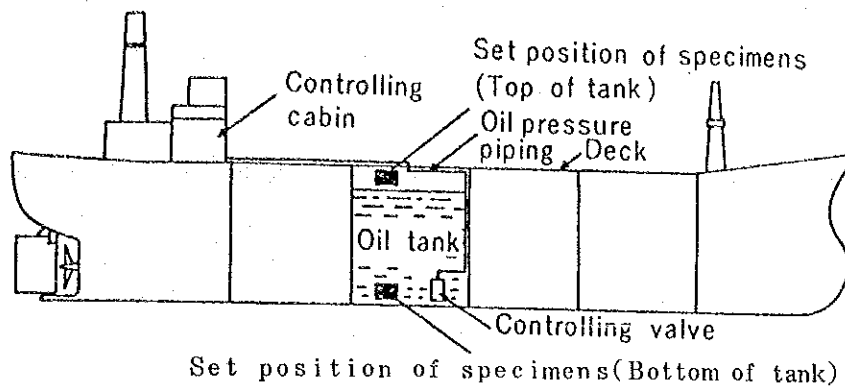 Set position of specimens
(Top of tank)
Controlling
cabin
Oil pressure
piping
Deck
Oil tank
Controlling valve
Set position of specimens(Bottom of tank)